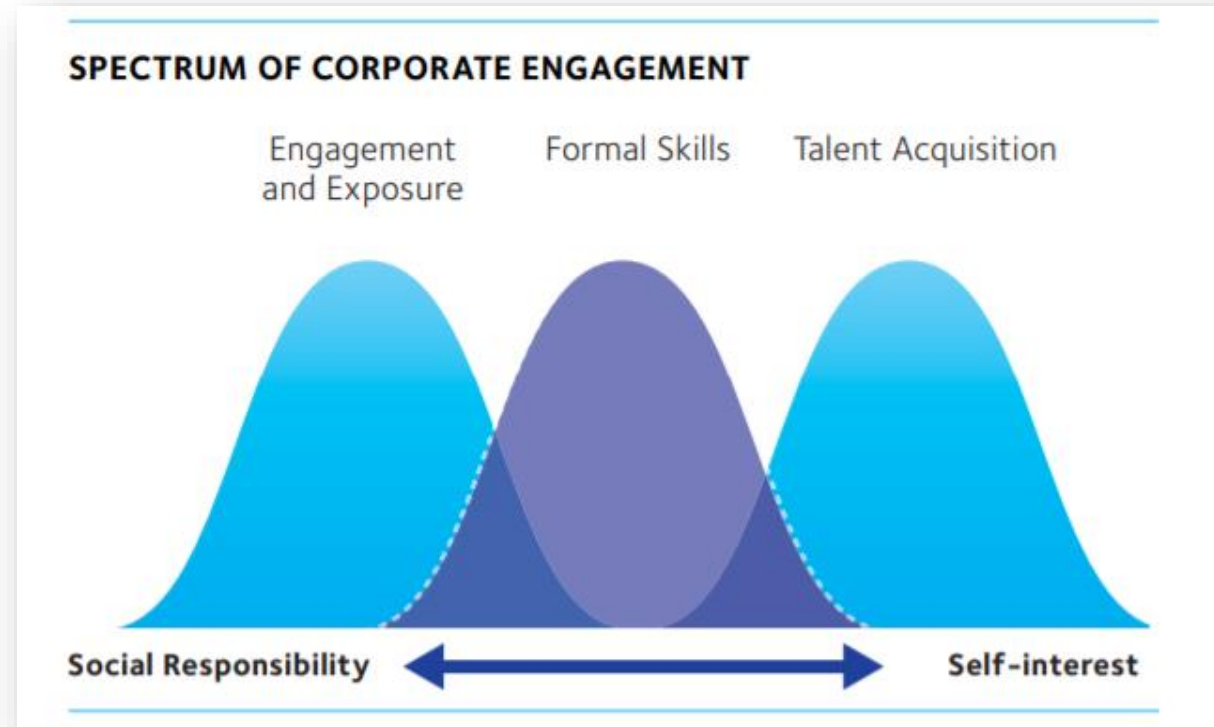 SPECTRUM OF CORPORATE ENGAGEMENT
Engagement
and Exposure
Formal Skills
Talent Acquisition
Social Responsibility
Self-interest